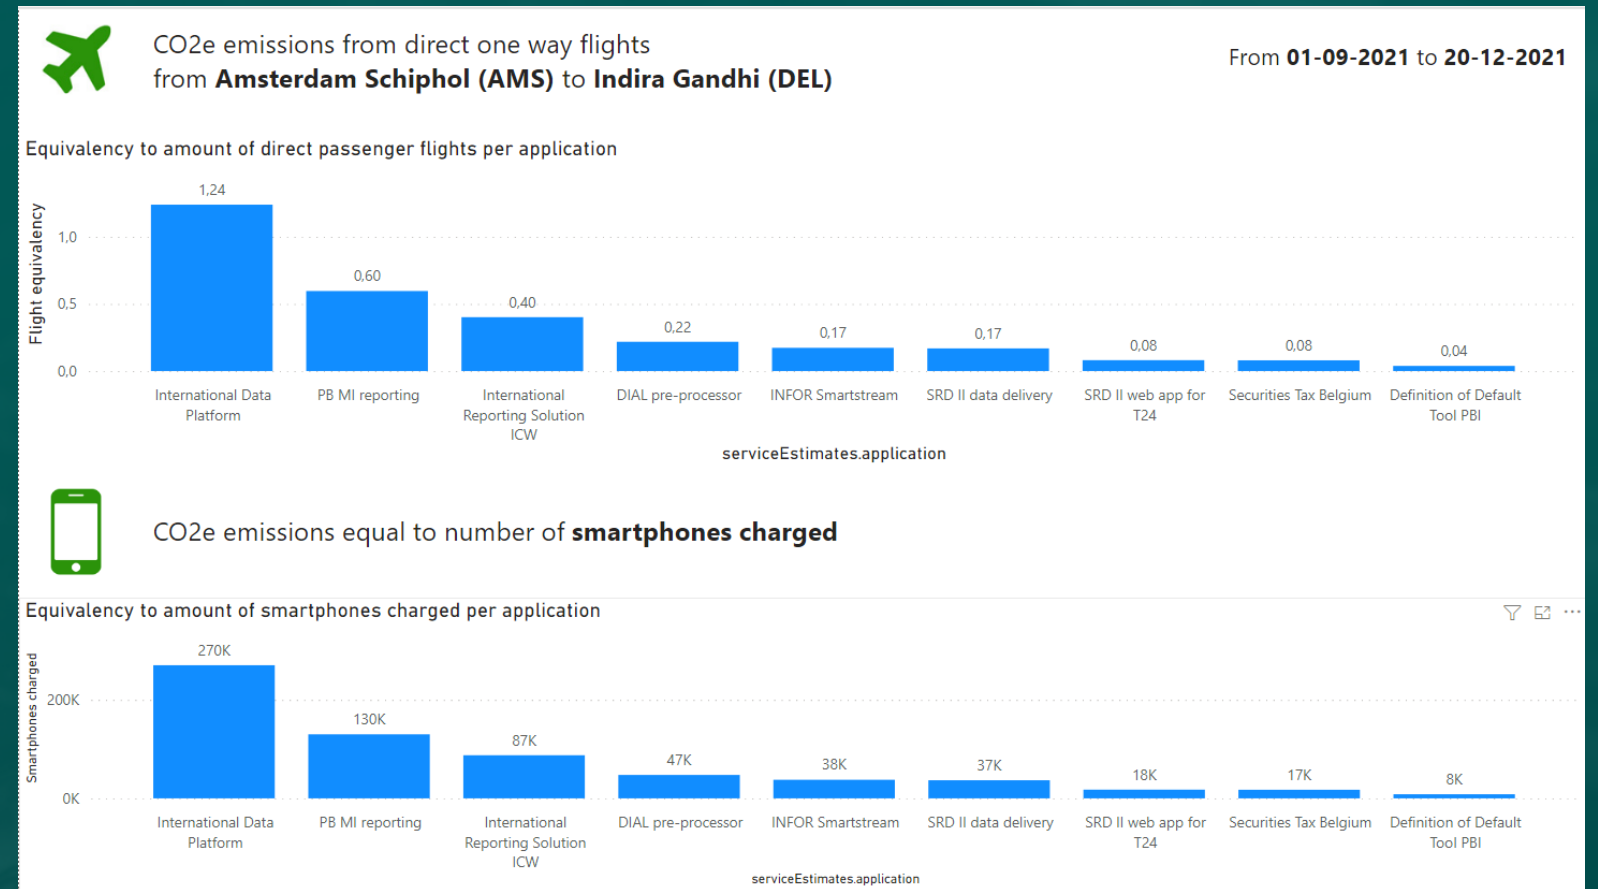 CO2e emissions from direct one way flights
from Amsterdam Schiphol (AMS) to Indira Gandhi (DEL)
From 01-09-2021 to 20-12-2021
Equivalency to amount of direct passenger flights per application
Flight equivalency
1.0
0.5
0.0
1,24
0,60
0,40
0,22
0,17
0,17
0,08
0,08
0,04
International Data
Platform
PB MI reporting
International
Reporting Solution
ICW
DIAL pre-processor
INFOR Smartstream
SRD II data delivery
SRD II web app for
T24
Securities Tax Belgium
Definition of Default
Tool PBI
serviceEstimates.application
CO2e emissions equal to number of smartphones charged
Equivalency to amount of smartphones charged per application
Smartphones charged
200K
0K
270K
130K
87K
47K
38K
37K
18K
17K
8K
International Data
Platform
PB MI reporting
International
Reporting Solution
ICW
DIAL pre-processor
INFOR Smartstream
SRD II data delivery
SRD II web app for
T24
Securities Tax Belgium
Definition of Default
Tool PBI
serviceEstimates.application